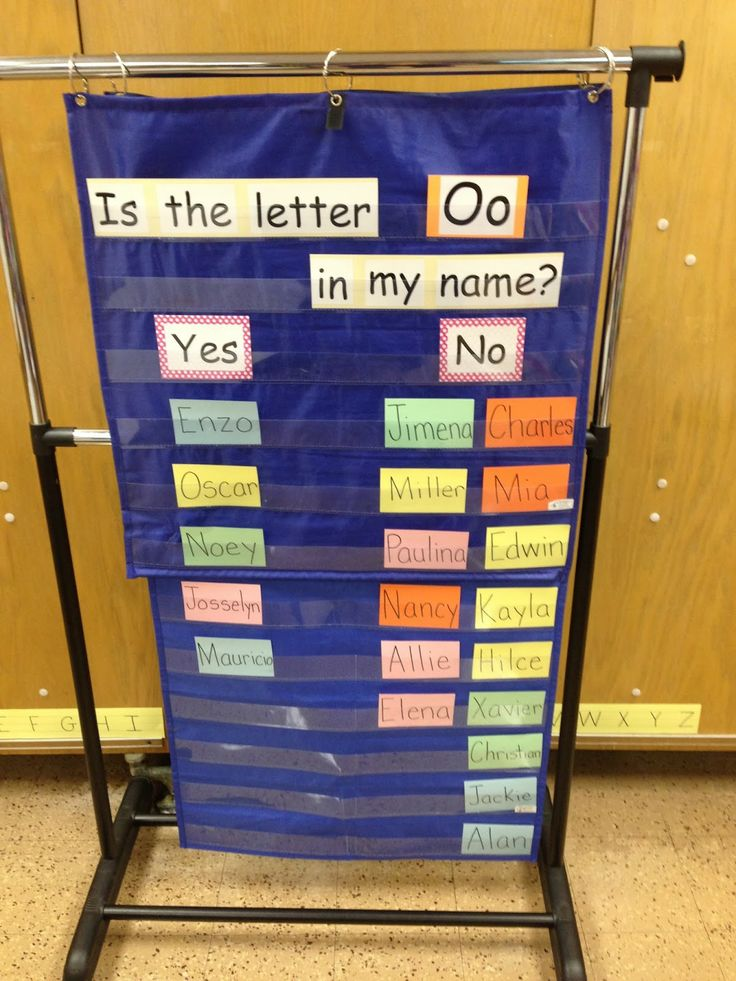 Is the letter Oo
in my name?
Yes No
Enzo Jimena Charles
Oscar Miller Mia
Noey Paulina Edwin
Josselyn Nancy Kayla
Mauricio Allie Hilce
Elena Xavier
Christian
Jackie
Alan
F G H I W X Y Z